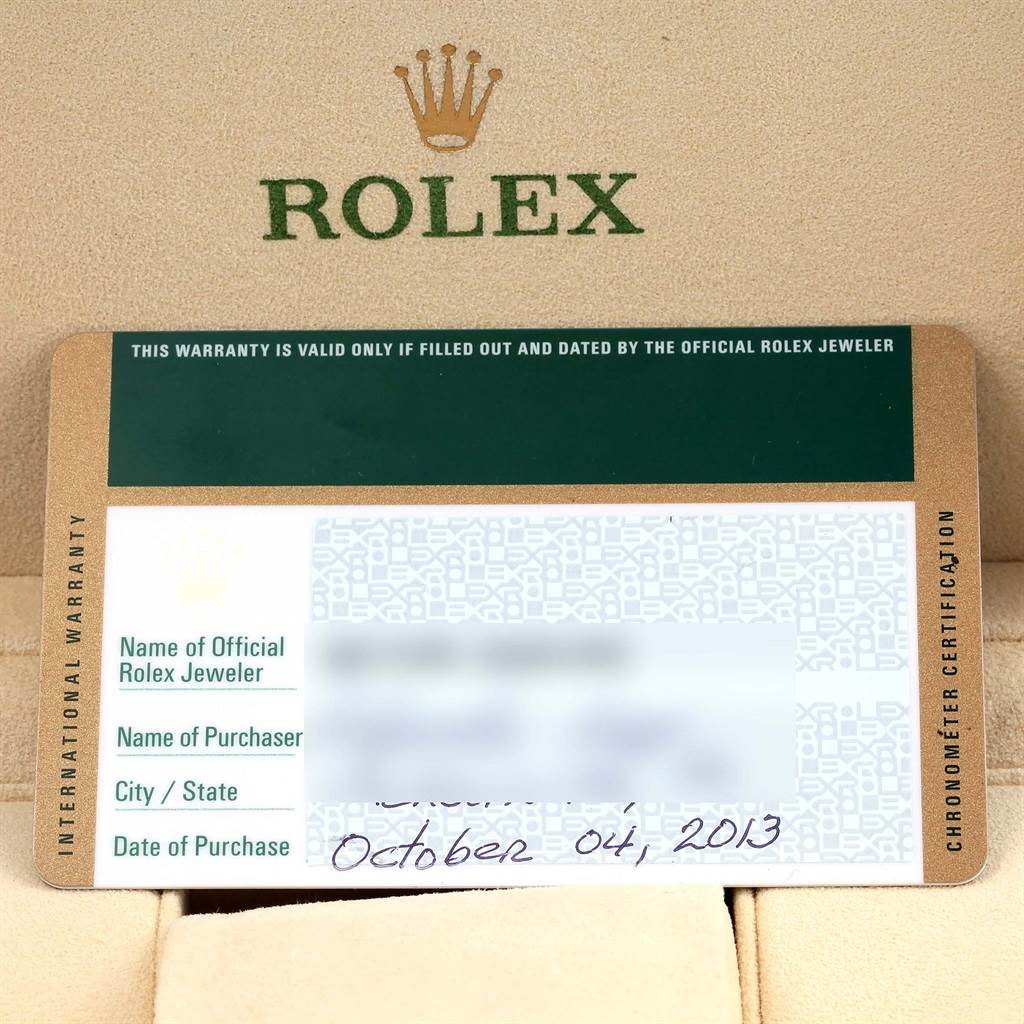 ROLEX
THIS WARRANTY IS VALID ONLY IF FILLED OUT AND DATED BY THE OFFICIAL ROLEX JEWELER
INTERNATIONAL WARRANTY
Name of Official
Rolex Jeweler
Name of Purchaser
City / State
Date of Purchase October 04, 2013
CHRONOMÉTER CERTIFICATION